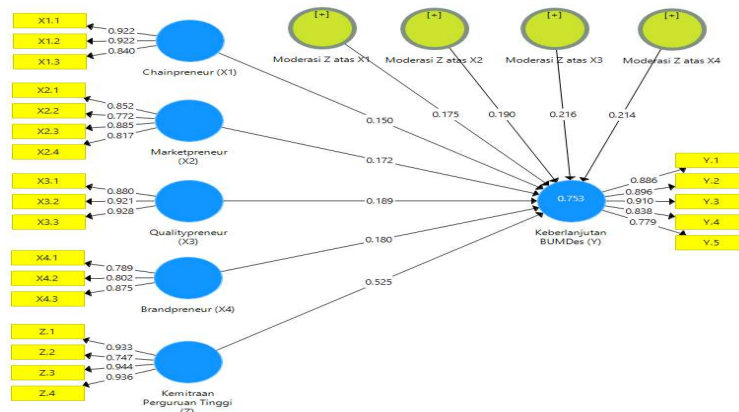 X1.1
X1.2
X1.3
0.922
0.922
0.840
Chainpreneur (X1)
X2.1
X2.2
X2.3
X2.4
0.852
0.772
0.885
0.817
Marketpreneur
(X2)
X3.1
X3.2
X3.3
0.880
0.921
0.928
Qualitypreneur
(X3)
X4.1
X4.2
X4.3
0.789
0.802
0.875
Brandpreneur (X4)
Z.1
Z.2
Z.3
Z.4
0.933
0.747
0.944
0.936
Kemitraan
Perguruan Tinggi
(Z)
[+]
Moderasi Z atas X1
[+]
Moderasi Z atas X2
[+]
Moderasi Z atas X3
[+]
Moderasi Z atas X4
0.175
0.190
0.216
0.214
0.150
0.172
0.189
0.180
0.525
0.753
Keberlanjutan
BUMDes (Y)
0.886
0.896
0.910
0.838
0.779
Y.1
Y.2
Y.3
Y.4
Y.5